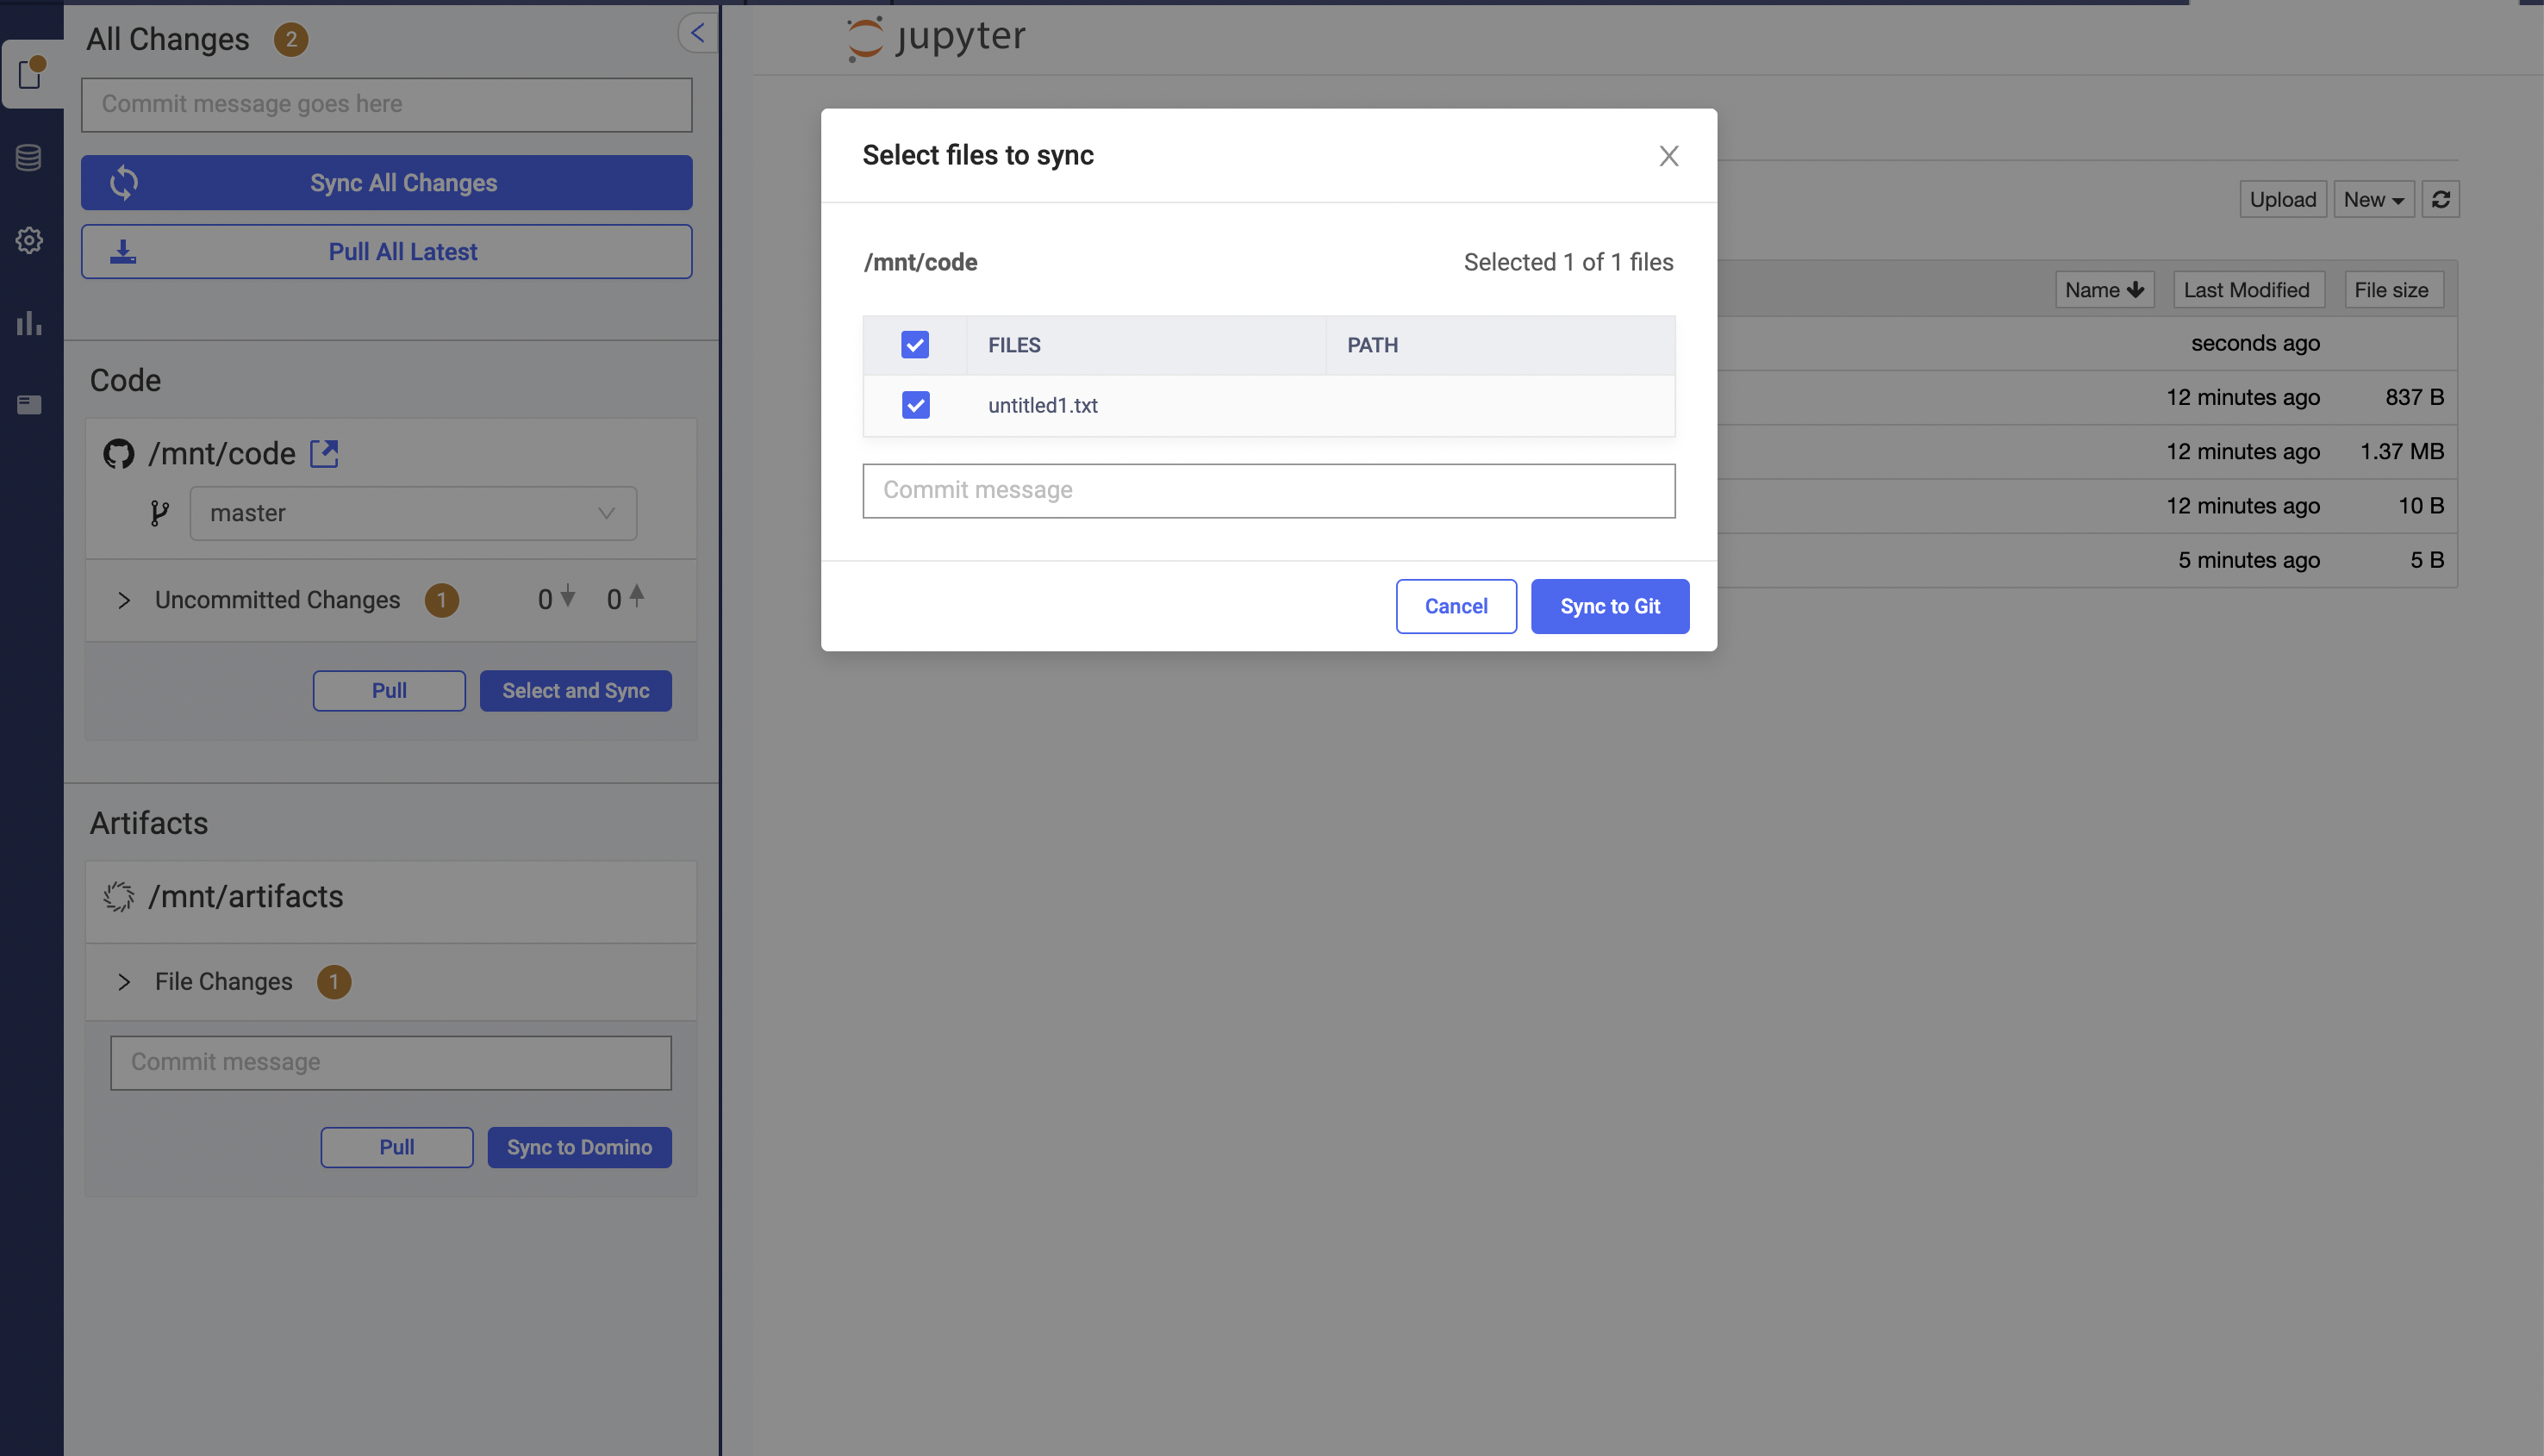 All Changes 2
Commit message goes here
Sync All Changes
Pull All Latest
Code
/mnt/code
master
Uncommitted Changes 1 0 0
Pull Select and Sync
Artifacts
/mnt/artifacts
File Changes 1
Commit message
Pull Sync to Domino
jupyter
Upload New
Name Last Modified File size
seconds ago
12 minutes ago 837 B
12 minutes ago 1.37 MB
12 minutes ago 10 B
5 minutes ago 5 B
Select files to sync
/mnt/code Selected 1 of 1 files
FILES PATH
untitled1.txt
Commit message
Cancel Sync to Git